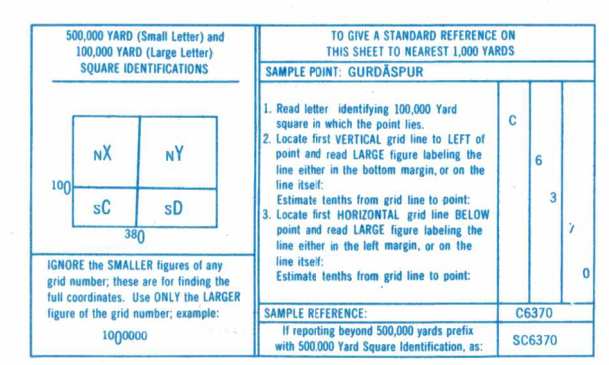 500,000 YARD (Small Letter) and
100,000 YARD (Large Letter)
SQUARE IDENTIFICATIONS
NX
NY
100
sC
sD
380
IGNORE the SMALLER figures of any
grid number; these are for finding the
full coordinates. Use ONLY the LARGER
figure of the grid number; example:
1000000
TO GIVE A STANDARD REFERENCE ON
THIS SHEET TO NEAREST 1,000 YARDS
SAMPLE POINT: GURDĀSPUR
1. Read letter identifying 100,000 Yard
square in which the point lies.
C
2. Locate first VERTICAL grid line to LEFT of
point and read LARGE figure labeling the
line either in the bottom margin, or on the
line itself:
6
Estimate tenths from grid line to point:
3
3. Locate first HORIZONTAL grid line BELOW
point and read LARGE figure labeling the
line either in the left margin, or on the
line itself:
7
Estimate tenths from grid line to point:
0
SAMPLE REFERENCE:
C6370
If reporting beyond 500,000 yards prefix
with 500,000 Yard Square Identification, as:
SC6370